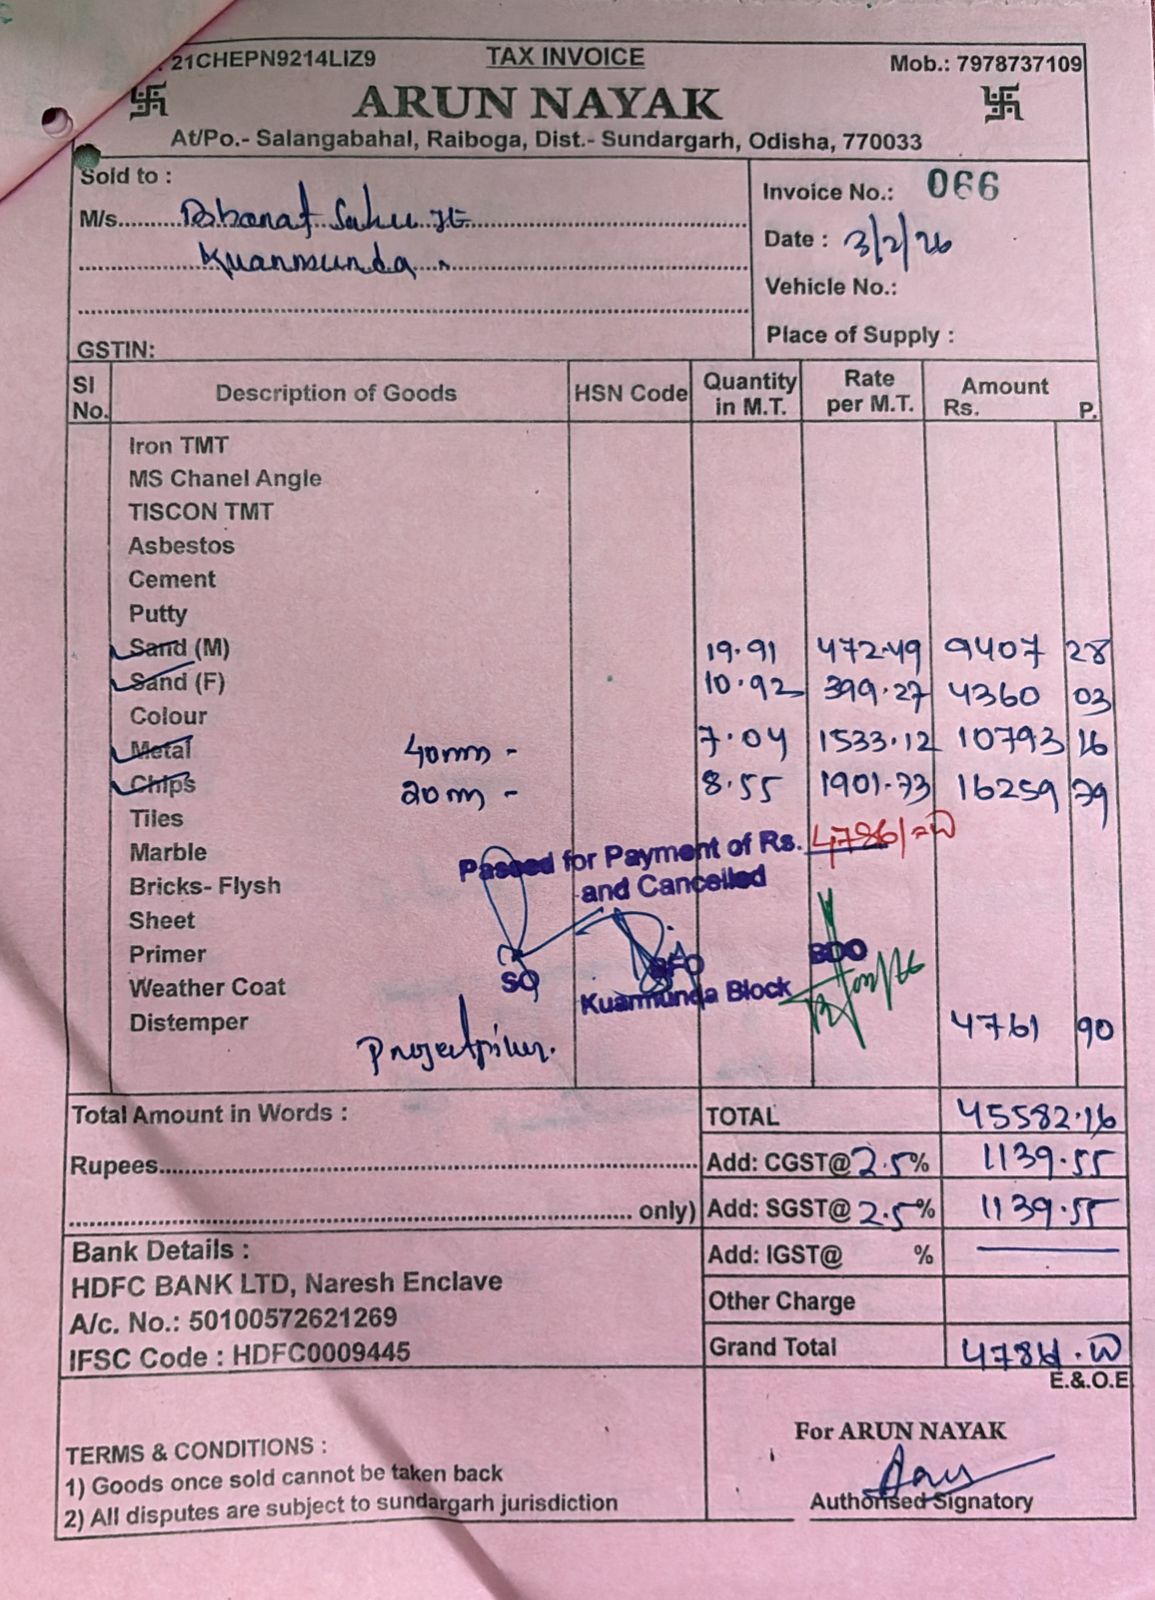 21CHEPN9214LIZ9 TAX INVOICE Mob.: 7978737109
ARUN NAYAK
At/Po.- Salangabahal, Raiboga, Dist.- Sundargarh, Odisha, 770033
Sold to :
M/s. Sahu
Kuanmunda
GSTIN:
Invoice No.: 066
Date : 3/2/26
Vehicle No.:
Place of Supply :
Sl No. Description of Goods HSN Code Quantity in M.T. Rate per M.T. Amount Rs. P.
Iron TMT
MS Chanel Angle
TISCON TMT
Asbestos
Cement
Putty
Sand (M) 19.91 472.49 9407 28
Sand (F) 10.92 399.27 4360 03
Colour
Metal 40mm - 7.04 1533.12 10793 16
Chips 20m - 8.55 1901.73 16259 79
Tiles
Marble
Bricks- Flysh
Sheet
Primer
Weather Coat
Distemper 4761 90
Passed for Payment of Rs.
and Cancelled
SO BDO
Kuarmunda Block
Total Amount in Words :
Rupees
only)
TOTAL 45582.16
Add: CGST@ 2.5% 1139.55
Add: SGST@ 2.5% 1139.55
Add: IGST@ %
Other Charge
Grand Total
E.&.O.E
Bank Details :
HDFC BANK LTD, Naresh Enclave
A/c. No.: 50100572621269
IFSC Code : HDFC0009445
TERMS & CONDITIONS :
1) Goods once sold cannot be taken back
2) All disputes are subject to sundargarh jurisdiction
For ARUN NAYAK
Authorised Signatory